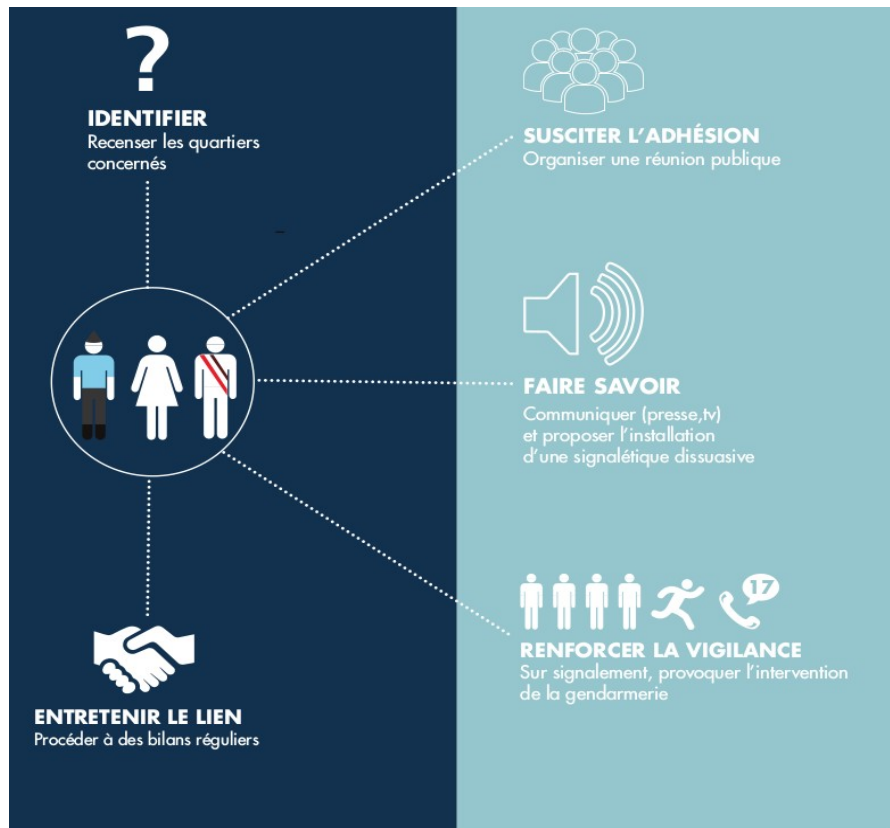 ?
IDENTIFIER
Recenser les quartiers
concernés
SUSCITER L'ADHÉSION
Organiser une réunion publique
FAIRE SAVOIR
Communiquer (presse,tv)
et proposer l'installation
d'une signalétique dissuasive
17
RENFORCER LA VIGILANCE
Sur signalement, provoquer l'intervention
de la gendarmerie
ENTRETENIR LE LIEN
Procéder à des bilans réguliers